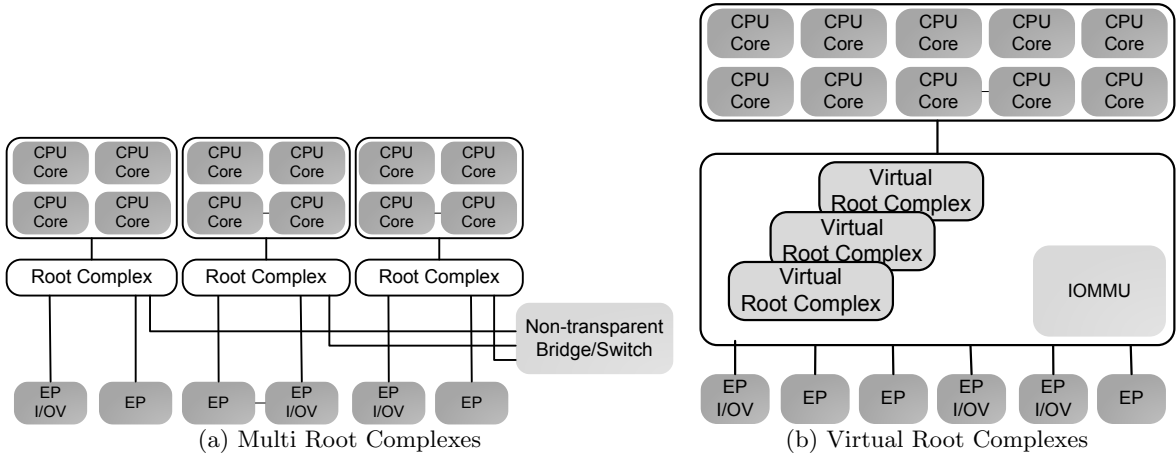 CPU Core CPU Core
CPU Core CPU Core
CPU Core CPU Core
CPU Core CPU Core
CPU Core CPU Core
CPU Core CPU Core
Root Complex
Root Complex
Root Complex
Non-transparent
Bridge/Switch
EP
I/OV
EP
EP
EP
I/OV
EP
I/OV
EP
(a) Multi Root Complexes
CPU
Core
CPU
Core
CPU
Core
CPU
Core
CPU
Core
CPU
Core
CPU
Core
CPU
Core
CPU
Core
CPU
Core
Virtual
Root Complex
Virtual
Root Complex
Virtual
Root Complex
IOMMU
EP
I/OV
EP
EP
EP
I/OV
EP
I/OV
EP
(b) Virtual Root Complexes